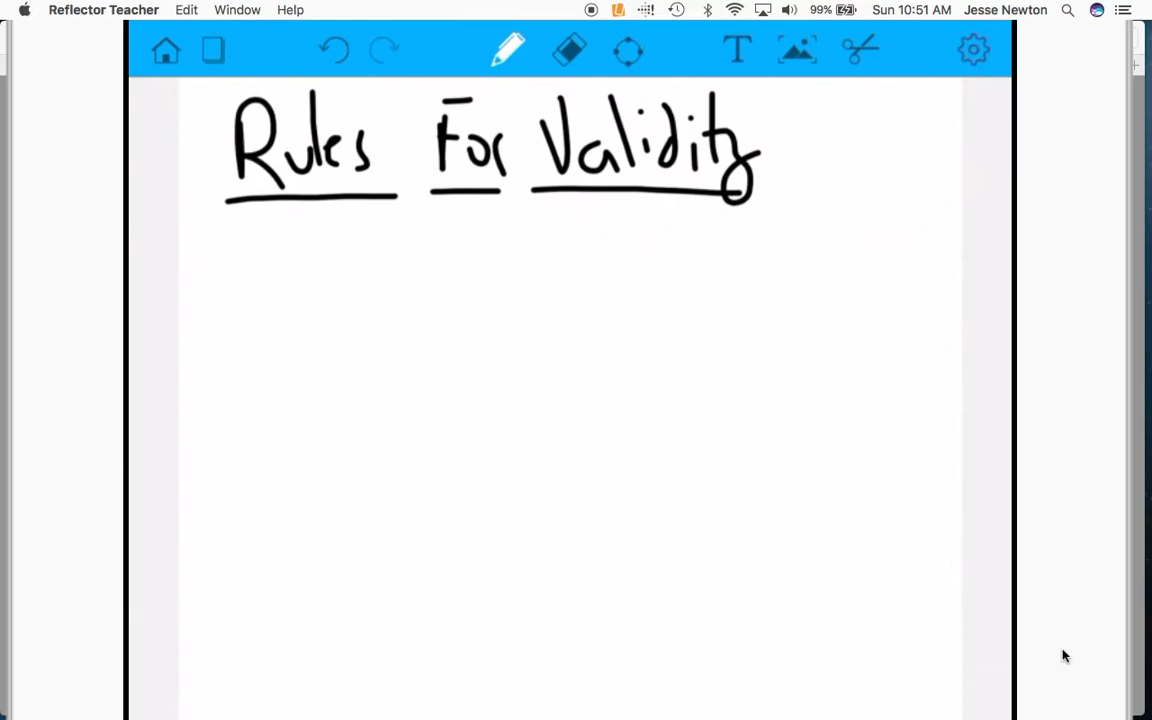 Reflector Teacher Edit Window Help 99% Sun 10:51 AM Jesse Newton
T
Rules For Validity